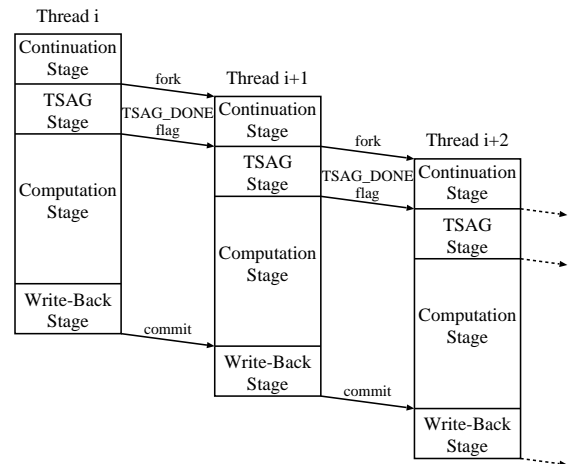 Thread i
Continuation
Stage
TSAG
Stage
Computation
Stage
Write-Back
Stage
fork
TSAG_DONE
flag
commit
Thread i+1
Continuation
Stage
TSAG
Stage
Computation
Stage
Write-Back
Stage
fork
TSAG_DONE
flag
commit
Thread i+2
Continuation
Stage
TSAG
Stage
Computation
Stage
Write-Back
Stage